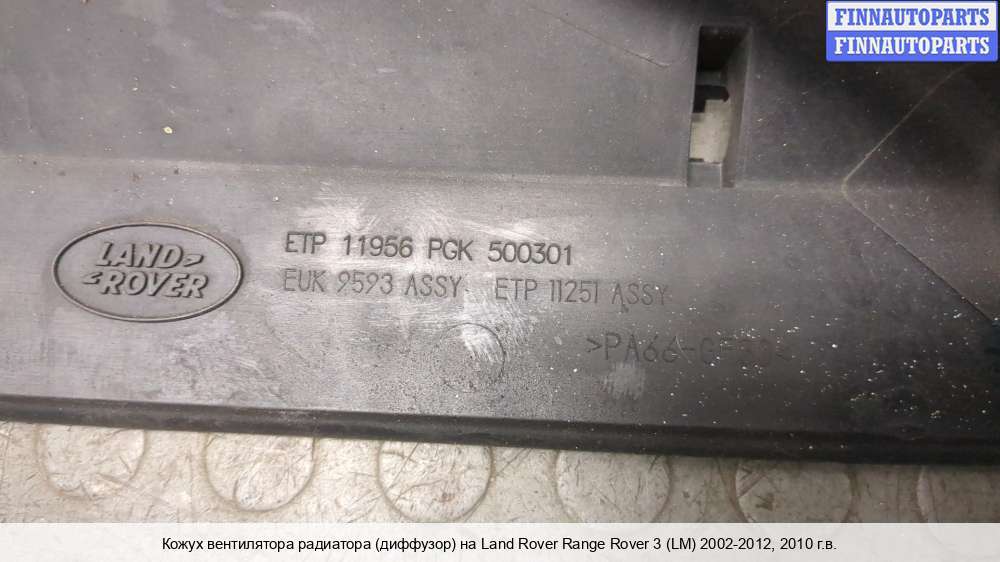 FINNAUTOPARTS
FINNAUTOPARTS
LAND
ROVER
ETP 11956 PGK 500301
EUK 9593 ASSY ETP 11251 ASSY
Кожух вентилятора радиатора (диффузор) на Land Rover Range Rover 3 (LM) 2002-2012, 2010 г.в.